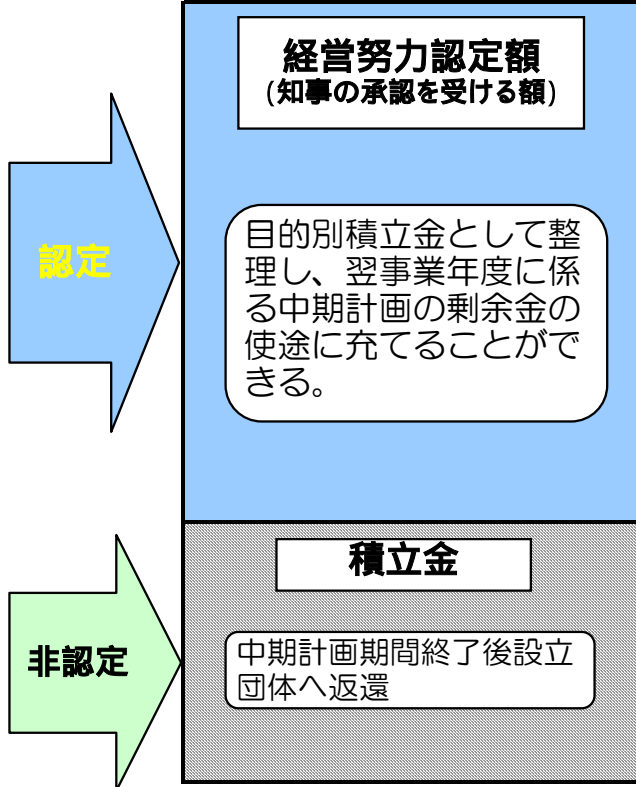 経営努力認定額
(知事の承認を受ける額)
認定
目的別積立金として整
理し、翌事業年度に係
る中期計画の剰余金の
使途に充てることがで
きる。
積立金
非認定
中期計画期間終了後設立
団体へ返還